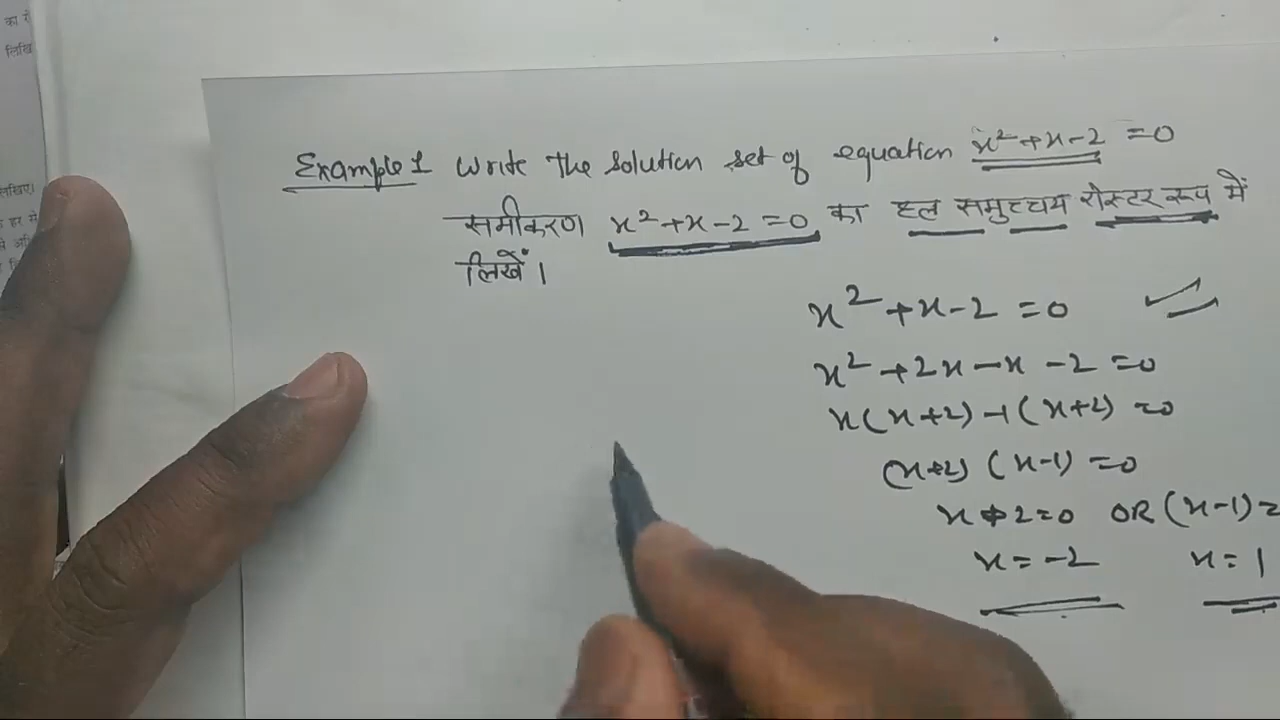 का रो
लिखि
लिखिए।
Example 1 Write the solution set of equation x²+x-2 =0
समीकरण x²+x-2 =0 का हल समुच्चय रोस्टर रूप में
लिखें।
x²+x-2 =0
x²+2x-x-2 =0
x(x+2)-1(x+2) =0
(x+2) (x-1) =0
x+2=0 OR (x-1)=
x=-2 x=1